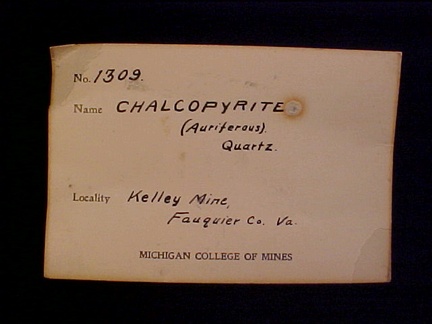 No. 1309.
Name CHALCOPYRITE
(Auriferous).
Quartz.
Locality Kelley Mine,
Fauquier Co. Va.
MICHIGAN COLLEGE OF MINES